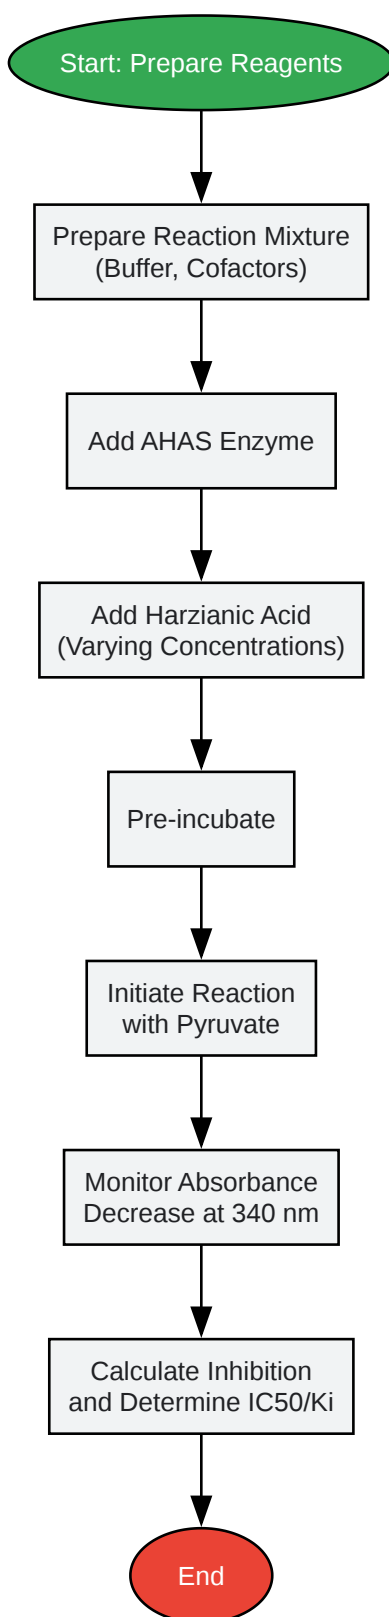 Start: Prepare Reagents
Prepare Reaction Mixture
(Buffer, Cofactors)
Add AHAS Enzyme
Add Harzianic Acid
(Varying Concentrations)
Pre-incubate
Initiate Reaction
with Pyruvate
Monitor Absorbance
Decrease at 340 nm
Calculate Inhibition
and Determine IC50/Ki
End